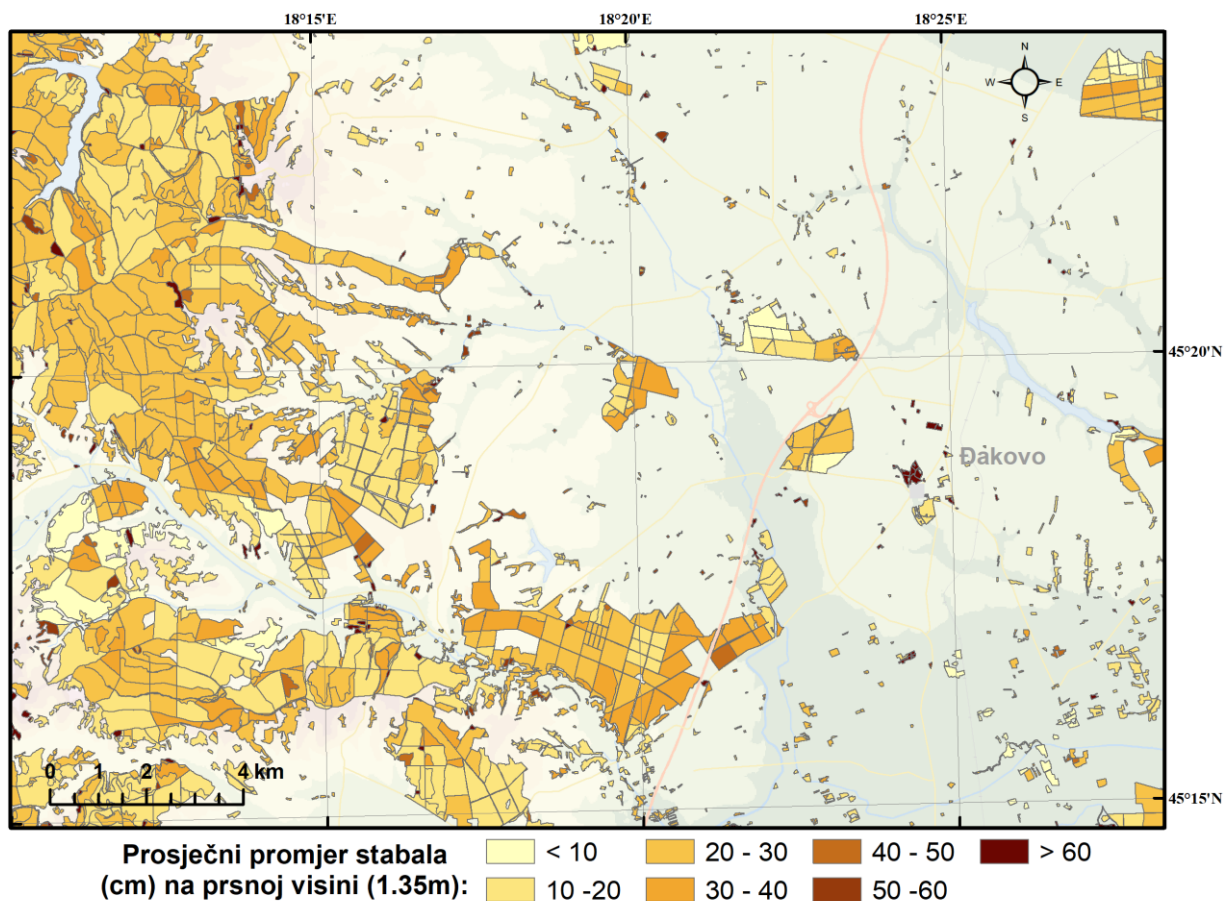 18°15'E 18°20'E 18°25'E
N
W E
S
45°20'N
Đakovo
0 1 2 4 km
45°15'N
Prosječni promjer stabala
(cm) na prsnoj visini (1.35m):
< 10 20 - 30 40 - 50 > 60
10 -20 30 - 40 50 -60